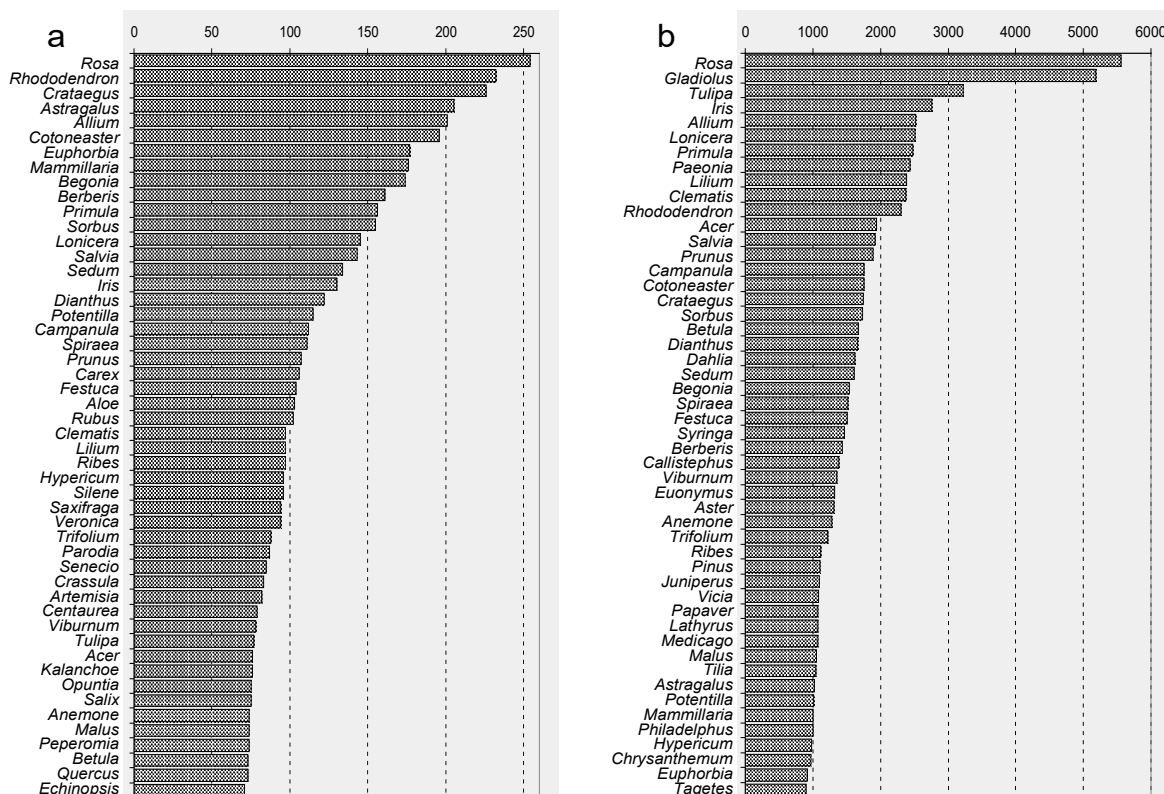 a
0 50 100 150 200 250
Rosa
Rhododendron
Crataegus
Astragalus
Allium
Cotoneaster
Euphorbia
Mammillaria
Begonia
Berberis
Primula
Sorbus
Lonicera
Salvia
Sedum
Iris
Dianthus
Potentilla
Campanula
Spiraea
Prunus
Carex
Festuca
Aloe
Rubus
Clematis
Lilium
Ribes
Hypericum
Silene
Saxifraga
Veronica
Trifolium
Parodia
Senecio
Crassula
Artemisia
Centaurea
Viburnum
Tulipa
Acer
Kalanchoe
Opuntia
Salix
Anemone
Malus
Peperomia
Betula
Quercus
Echinopsis
b
0 1000 2000 3000 4000 5000 6000
Rosa
Gladiolus
Tulipa
Iris
Allium
Lonicera
Primula
Paeonia
Lilium
Clematis
Rhododendron
Acer
Salvia
Prunus
Campanula
Cotoneaster
Crataegus
Sorbus
Betula
Dianthus
Dahlia
Sedum
Begonia
Spiraea
Festuca
Syringa
Berberis
Callistephus
Viburnum
Euonymus
Aster
Anemone
Trifolium
Ribes
Pinus
Juniperus
Vicia
Papaver
Lathyrus
Medicago
Malus
Tilia
Astragalus
Potentilla
Mammillaria
Philadelphus
Hypericum
Chrysanthemum
Euphorbia
Tagetes